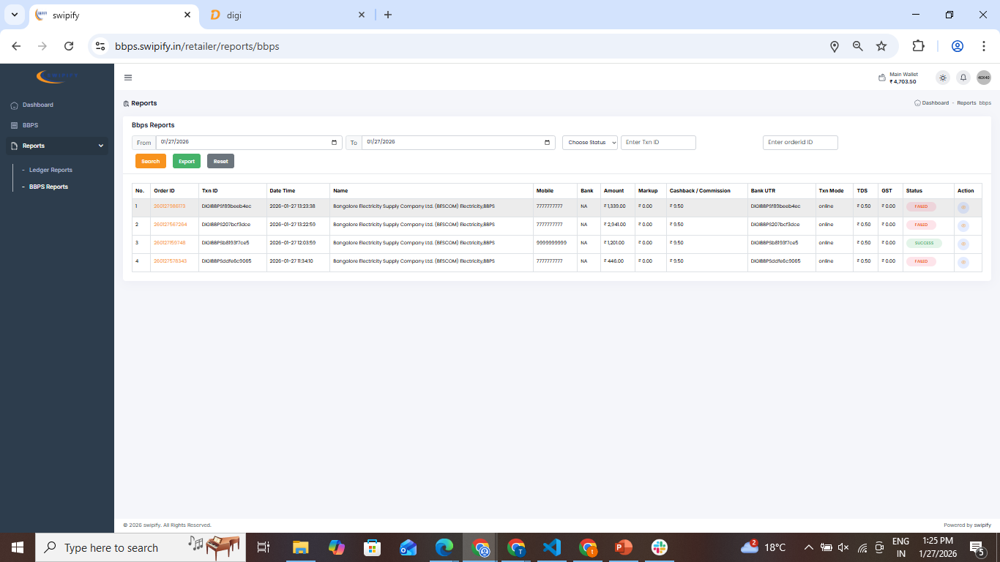 swipify
digi
bbps.swipify.in/retailer/reports/bbps
SWIPIFY
Main Wallet
₹ 4,703.50
40X40
Dashboard
BBPS
Reports
Ledger Reports
BBPS Reports
Reports
Dashboard - Reports bbps
Bbps Reports
From 01/27/2026 To 01/27/2026 Choose Status Enter Txn ID Enter orderid ID
Search Export Reset
No. Order ID Txn ID Date Time Name Mobile Bank Amount Markup Cashback / Commission Bank UTR Txn Mode TDS GST Status Action
1 260127986173 DIGIBBPSf89beeb4ec 2026-01-27 13:23:38 Bangalore Electricity Supply Company Ltd. (BESCOM) Electricity,BBPS 7777777777 NA ₹ 1,339.00 ₹ 0.00 ₹ 9.50 DIGIBBPSf89beeb4ec online ₹ 0.50 ₹ 0.00 FAILED
2 260127567264 DIGIBBPS207bcf3dce 2026-01-27 13:22:59 Bangalore Electricity Supply Company Ltd. (BESCOM) Electricity,BBPS 7777777777 NA ₹ 2,941.00 ₹ 0.00 ₹ 9.50 DIGIBBPS207bcf3dce online ₹ 0.50 ₹ 0.00 FAILED
3 260127159748 DIGIBBPSb8193f7ce5 2026-01-27 12:03:59 Bangalore Electricity Supply Company Ltd. (BESCOM) Electricity,BBPS 9999999999 NA ₹ 1,201.00 ₹ 0.00 ₹ 9.50 DIGIBBPSb8193f7ce5 online ₹ 0.50 ₹ 0.00 SUCCESS
4 260127578343 DIGIBBPSddfe6c9065 2026-01-27 11:34:10 Bangalore Electricity Supply Company Ltd. (BESCOM) Electricity,BBPS 7777777777 NA ₹ 446.00 ₹ 0.00 ₹ 9.50 DIGIBBPSddfe6c9065 online ₹ 0.50 ₹ 0.00 FAILED
© 2026 swipify. All Rights Reserved.
Powered by swipify
Type here to search
2
18°C
ENG
IN
1:25 PM
1/27/2026
5